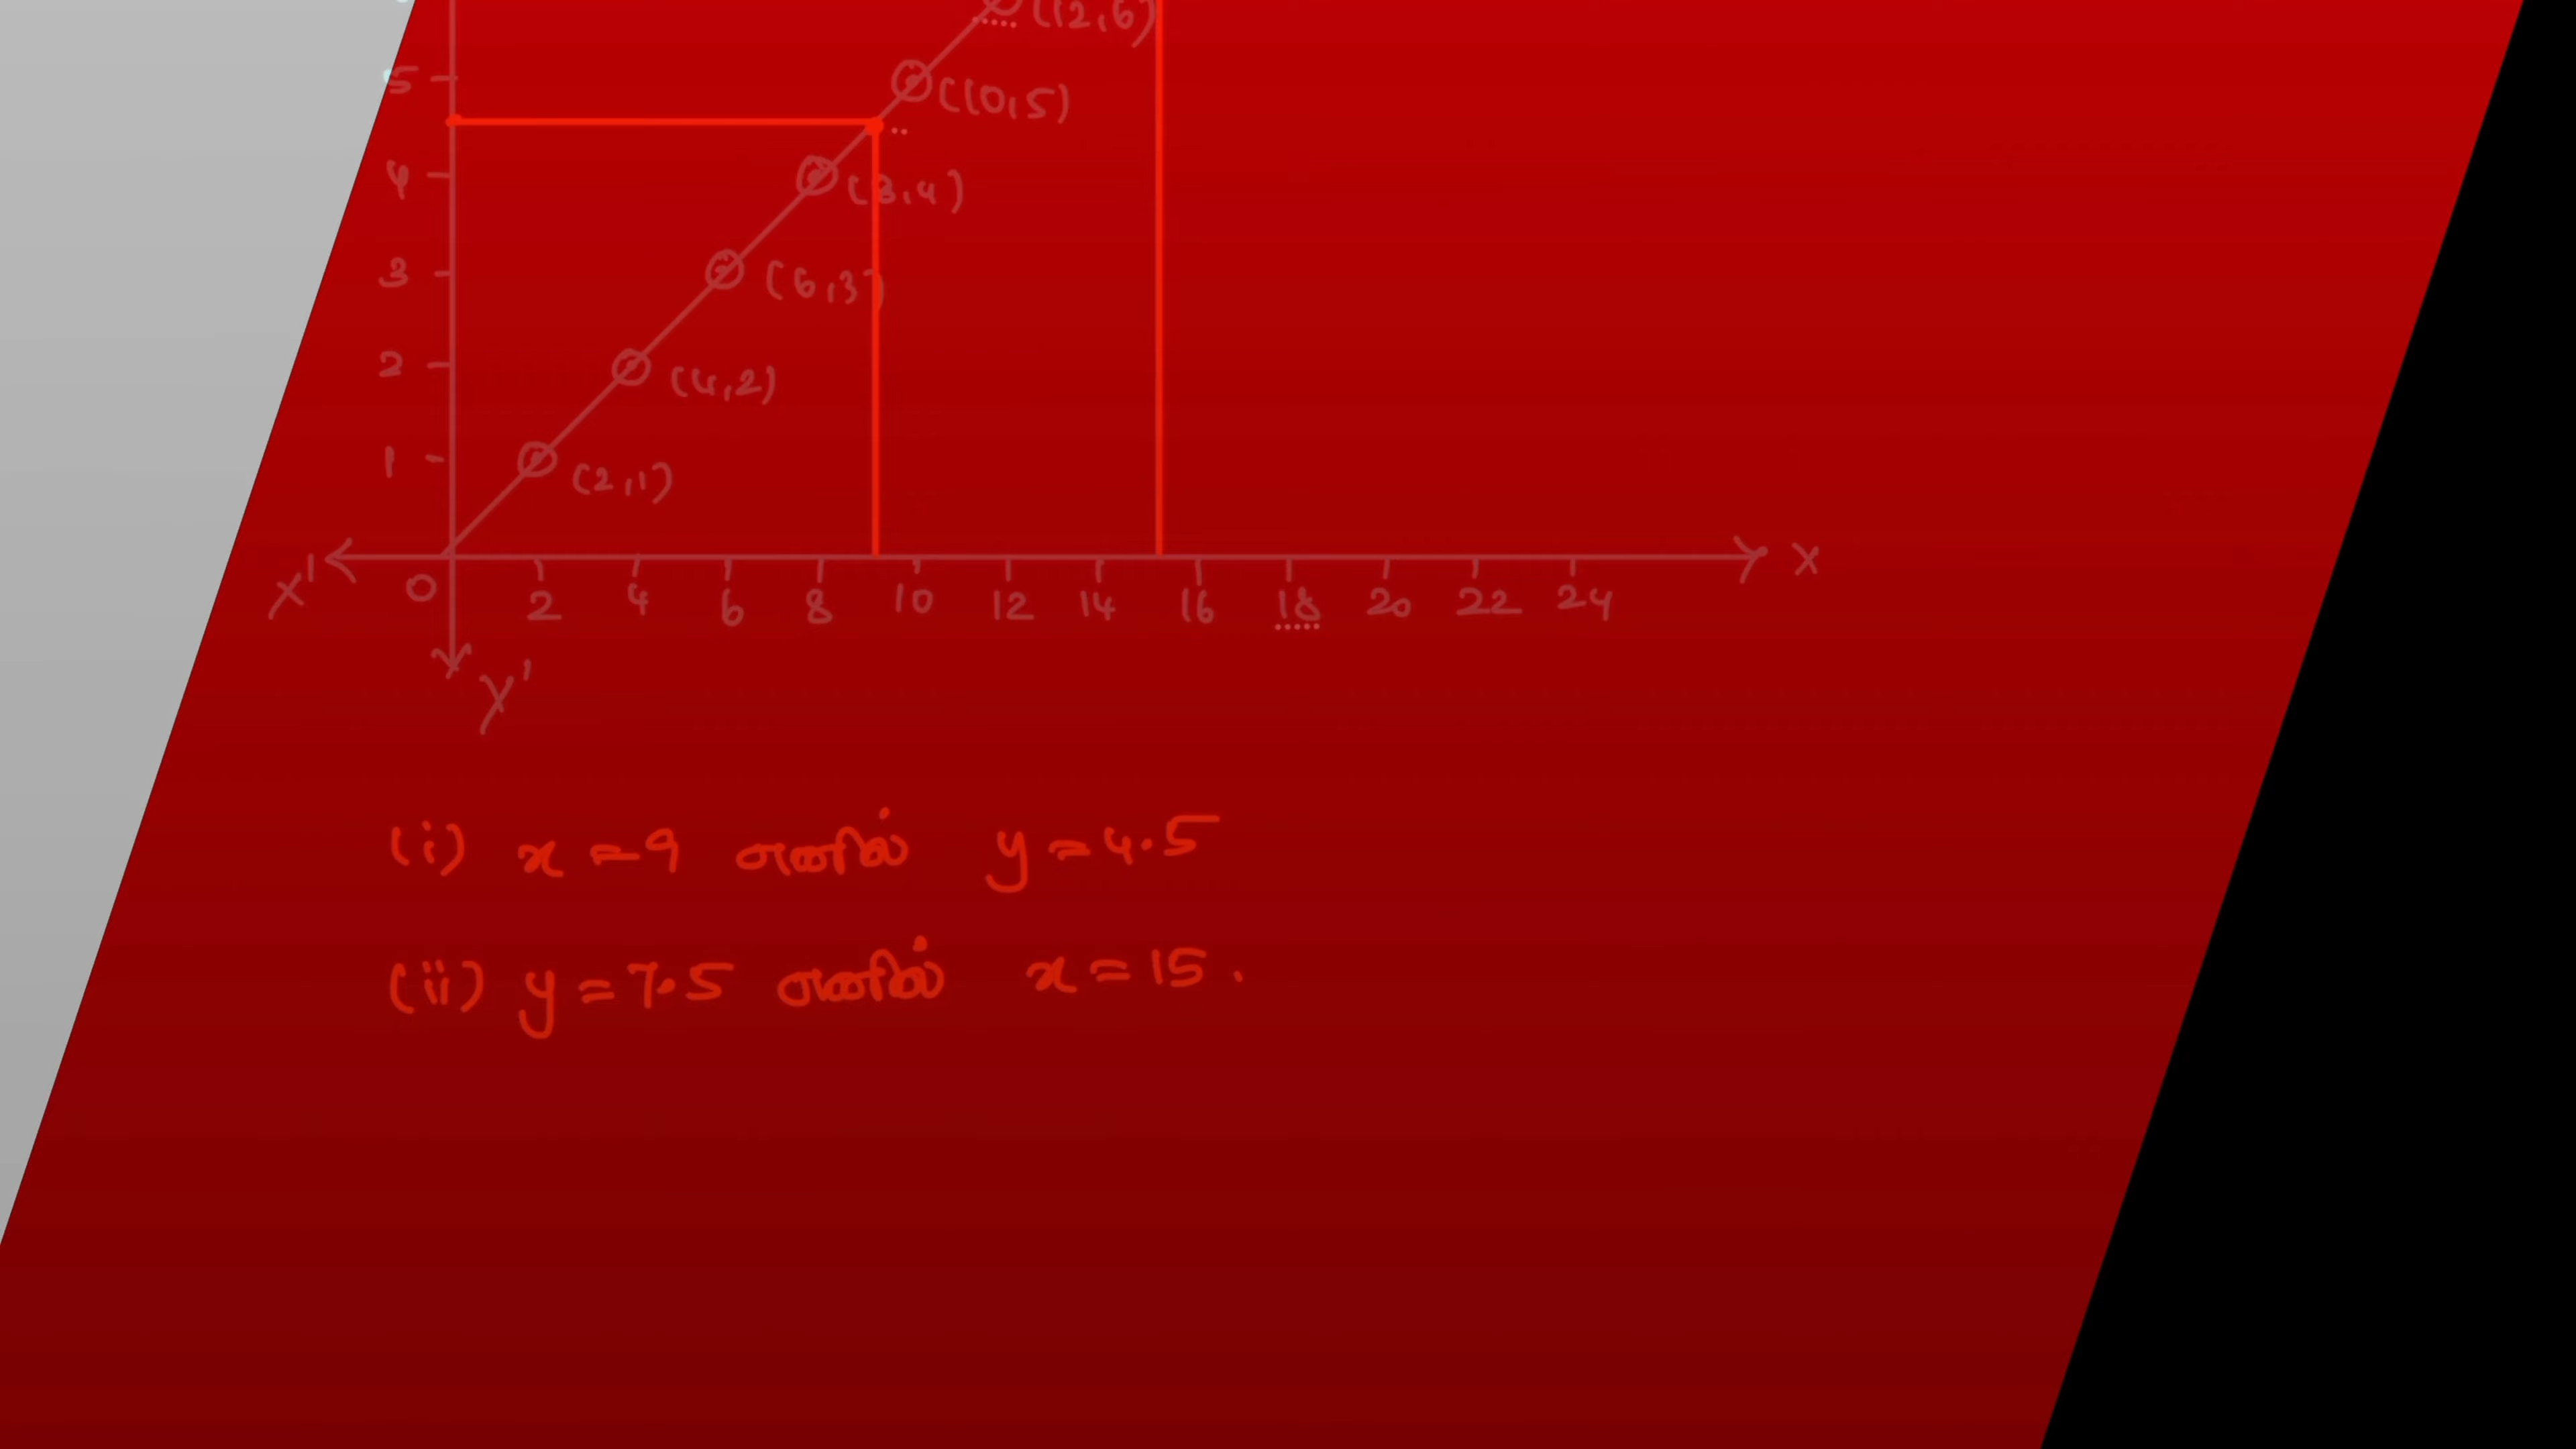 (12,6)
5
(10,5)
4
(8,4)
3
(6,3)
2
(4,2)
1
(2,1)
X' 0 2 4 6 8 10 12 14 16 18 20 22 24 X
Y'
(i) x = 9 எனில் y = 4.5
(ii) y = 7.5 எனில் x = 15.